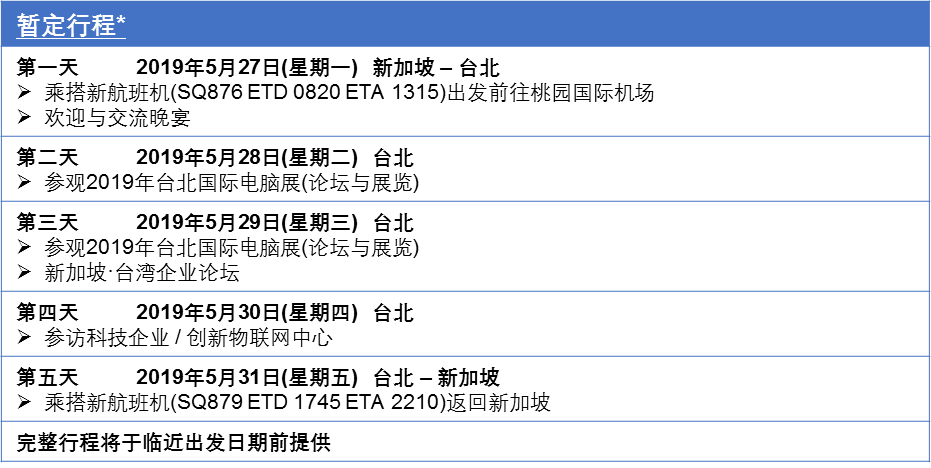 暂定行程*
第一天 2019年5月27日(星期一) 新加坡 – 台北
➢ 乘搭新航班机(SQ876 ETD 0820 ETA 1315)出发前往桃园国际机场
➢ 欢迎与交流晚宴
第二天 2019年5月28日(星期二) 台北
➢ 参观2019年台北国际电脑展(论坛与展览)
第三天 2019年5月29日(星期三) 台北
➢ 参观2019年台北国际电脑展(论坛与展览)
➢ 新加坡·台湾企业论坛
第四天 2019年5月30日(星期四) 台北
➢ 参访科技企业 / 创新物联网中心
第五天 2019年5月31日(星期五) 台北 – 新加坡
➢ 乘搭新航班机(SQ879 ETD 1745 ETA 2210)返回新加坡
完整行程将于临近出发日期前提供